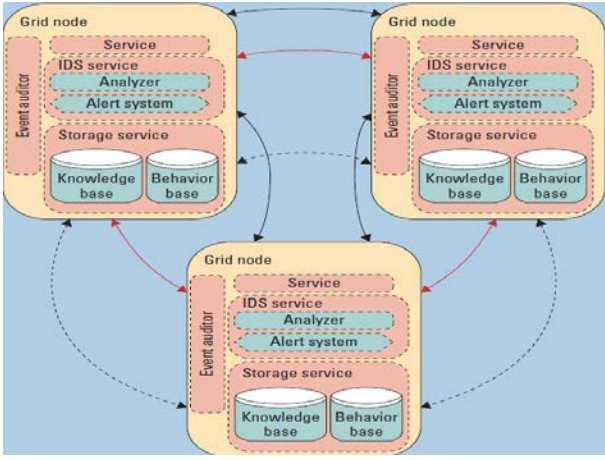 Grid node
Event auditor
Service
IDS service
Analyzer
Alert system
Storage service
Knowledge
base
Behavior
base
Grid node
Event auditor
Service
IDS service
Analyzer
Alert system
Storage service
Knowledge
base
Behavior
base
Grid node
Event auditor
Service
IDS service
Analyzer
Alert system
Storage service
Knowledge
base
Behavior
base